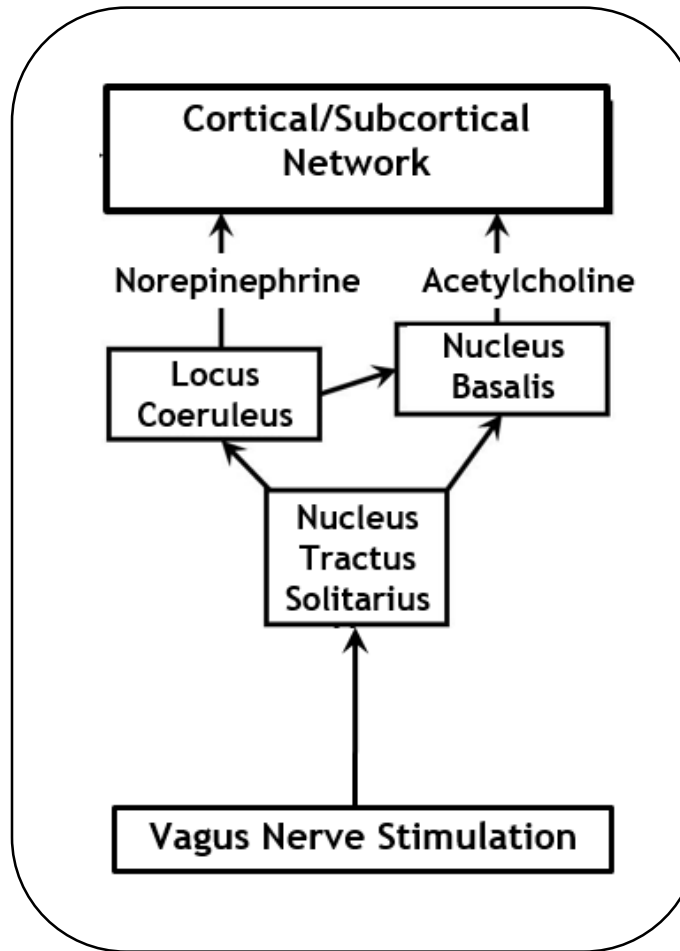 Cortical/Subcortical
Network
Norepinephrine
Acetylcholine
Locus
Coeruleus
Nucleus
Basalis
Nucleus
Tractus
Solitarius
Vagus Nerve Stimulation